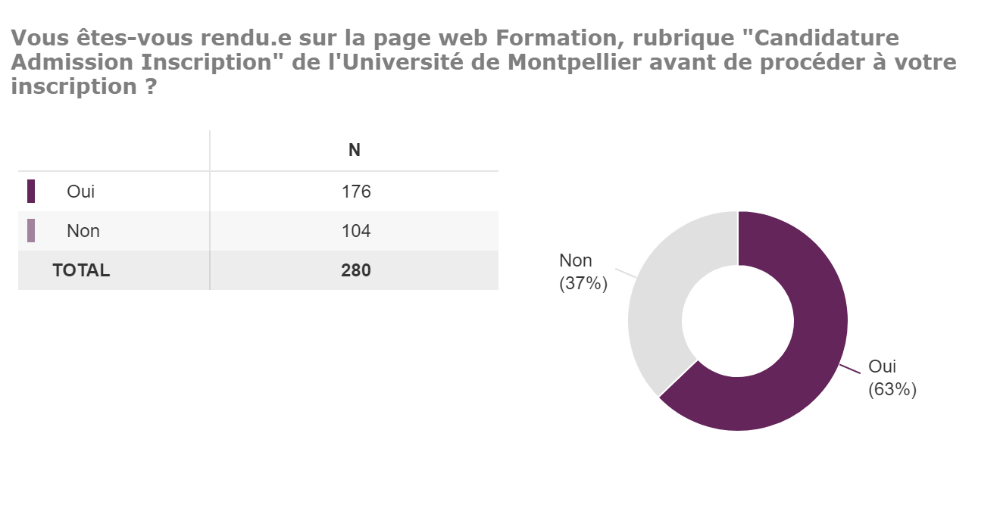 Vous êtes-vous rendu.e sur la page web Formation, rubrique "Candidature
Admission Inscription" de l'Université de Montpellier avant de procéder à votre
inscription ?
N
Oui 176
Non 104
TOTAL 280
Non
(37%)
Oui
(63%)